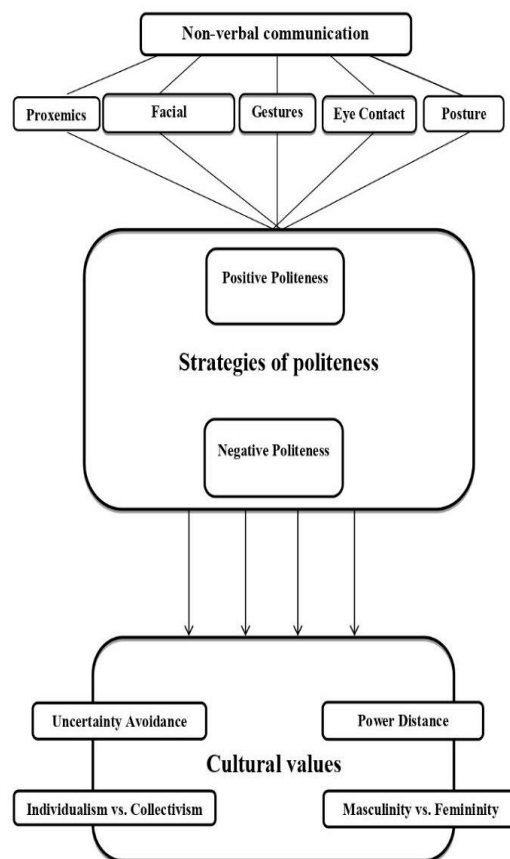 Non-verbal communication
Proxemics
Facial
Gestures
Eye Contact
Posture
Positive Politeness
Strategies of politeness
Negative Politeness
Uncertainty Avoidance
Power Distance
Cultural values
Individualism vs. Collectivism
Masculinity vs. Femininity